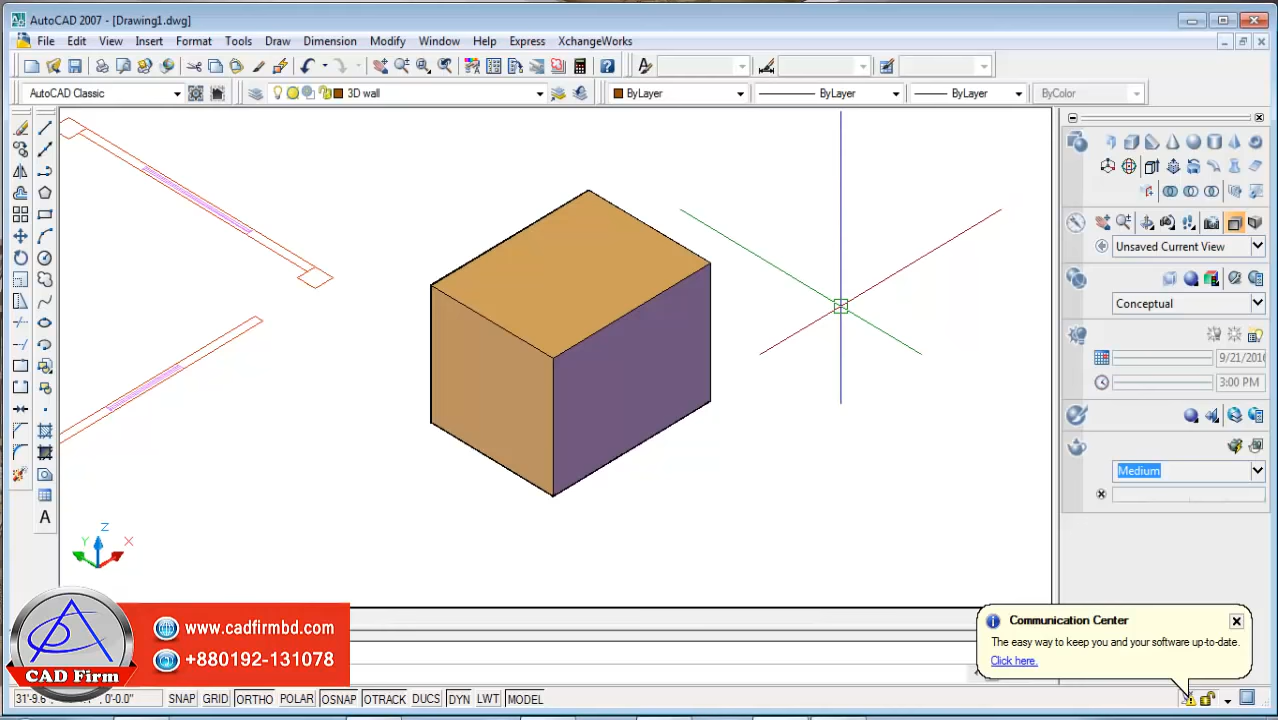 AutoCAD 2007 - [Drawing1.dwg]
File Edit View Insert Format Tools Draw Dimension Modify Window Help Express XchangeWorks
AutoCAD Classic 3D wall ByLayer ByLayer ByLayer ByColor
Unsaved Current View
Conceptual
9/21/201
3:00 PM
Medium
Z
Y X
www.cadfirmbd.com
+880192-131078
CAD Firm
Communication Center
The easy way to keep you and your software up-to-date.
Click here.
0'-0.0" SNAP GRID ORTHO POLAR OSNAP OTRACK DUCS DYN LWT MODEL